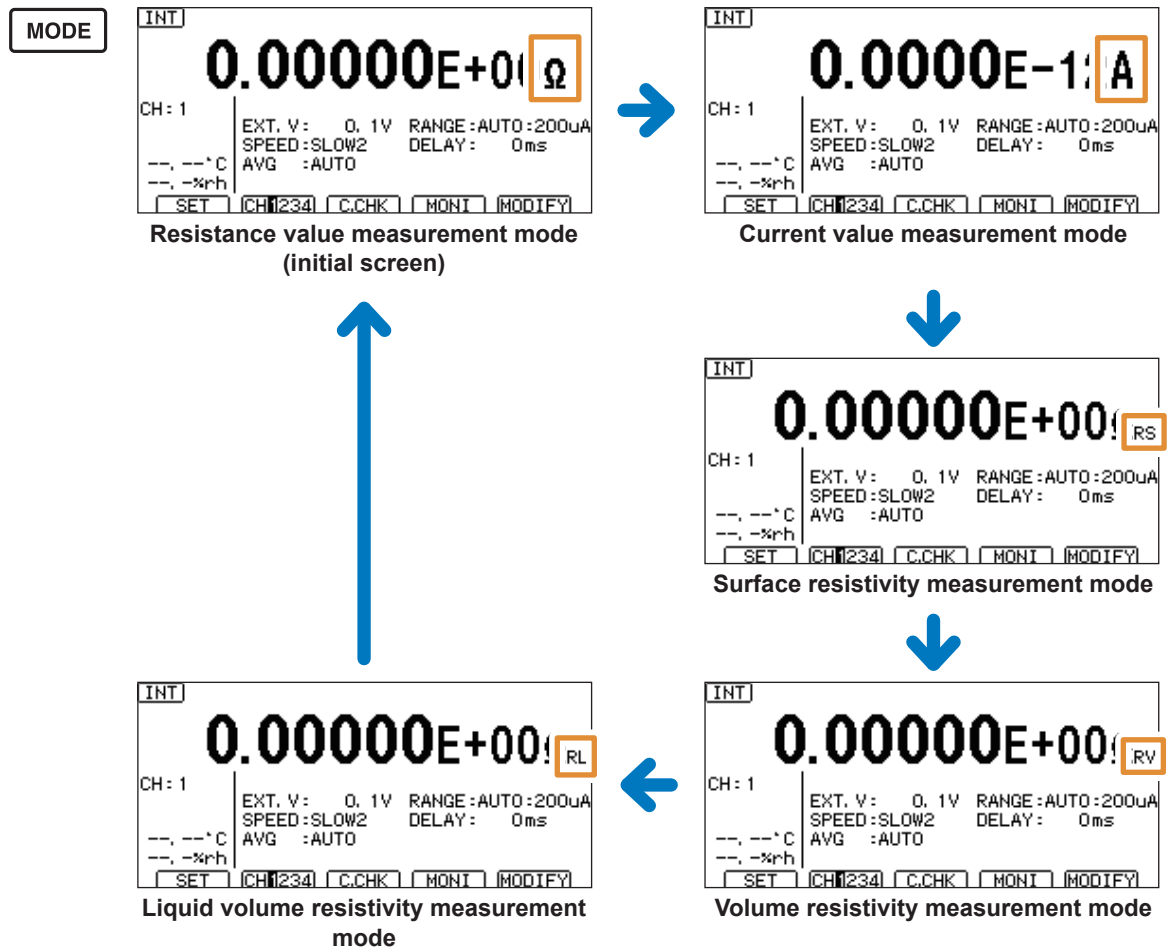 MODE
INT
0.00000E+00 Ω
CH:1
EXT. V: 0. 1V RANGE:AUTO:200uA
SPEED:SLOW2 DELAY: 0ms
--. --°C AVG :AUTO
--. -%rh
SET CH1234 C.CHK MONI MODIFY
Resistance value measurement mode
(initial screen)
INT
0.0000E-12 A
CH:1
EXT. V: 0. 1V RANGE:AUTO:200uA
SPEED:SLOW2 DELAY: 0ms
--. --°C AVG :AUTO
--. -%rh
SET CH1234 C.CHK MONI MODIFY
Current value measurement mode
INT
0.00000E+00 RS
CH:1
EXT. V: 0. 1V RANGE:AUTO:200uA
SPEED:SLOW2 DELAY: 0ms
--. --°C AVG :AUTO
--. -%rh
SET CH1234 C.CHK MONI MODIFY
Surface resistivity measurement mode
INT
0.00000E+00 RV
CH:1
EXT. V: 0. 1V RANGE:AUTO:200uA
SPEED:SLOW2 DELAY: 0ms
--. --°C AVG :AUTO
--. -%rh
SET CH1234 C.CHK MONI MODIFY
Volume resistivity measurement mode
INT
0.00000E+00 RL
CH:1
EXT. V: 0. 1V RANGE:AUTO:200uA
SPEED:SLOW2 DELAY: 0ms
--. --°C AVG :AUTO
--. -%rh
SET CH1234 C.CHK MONI MODIFY
Liquid volume resistivity measurement
mode